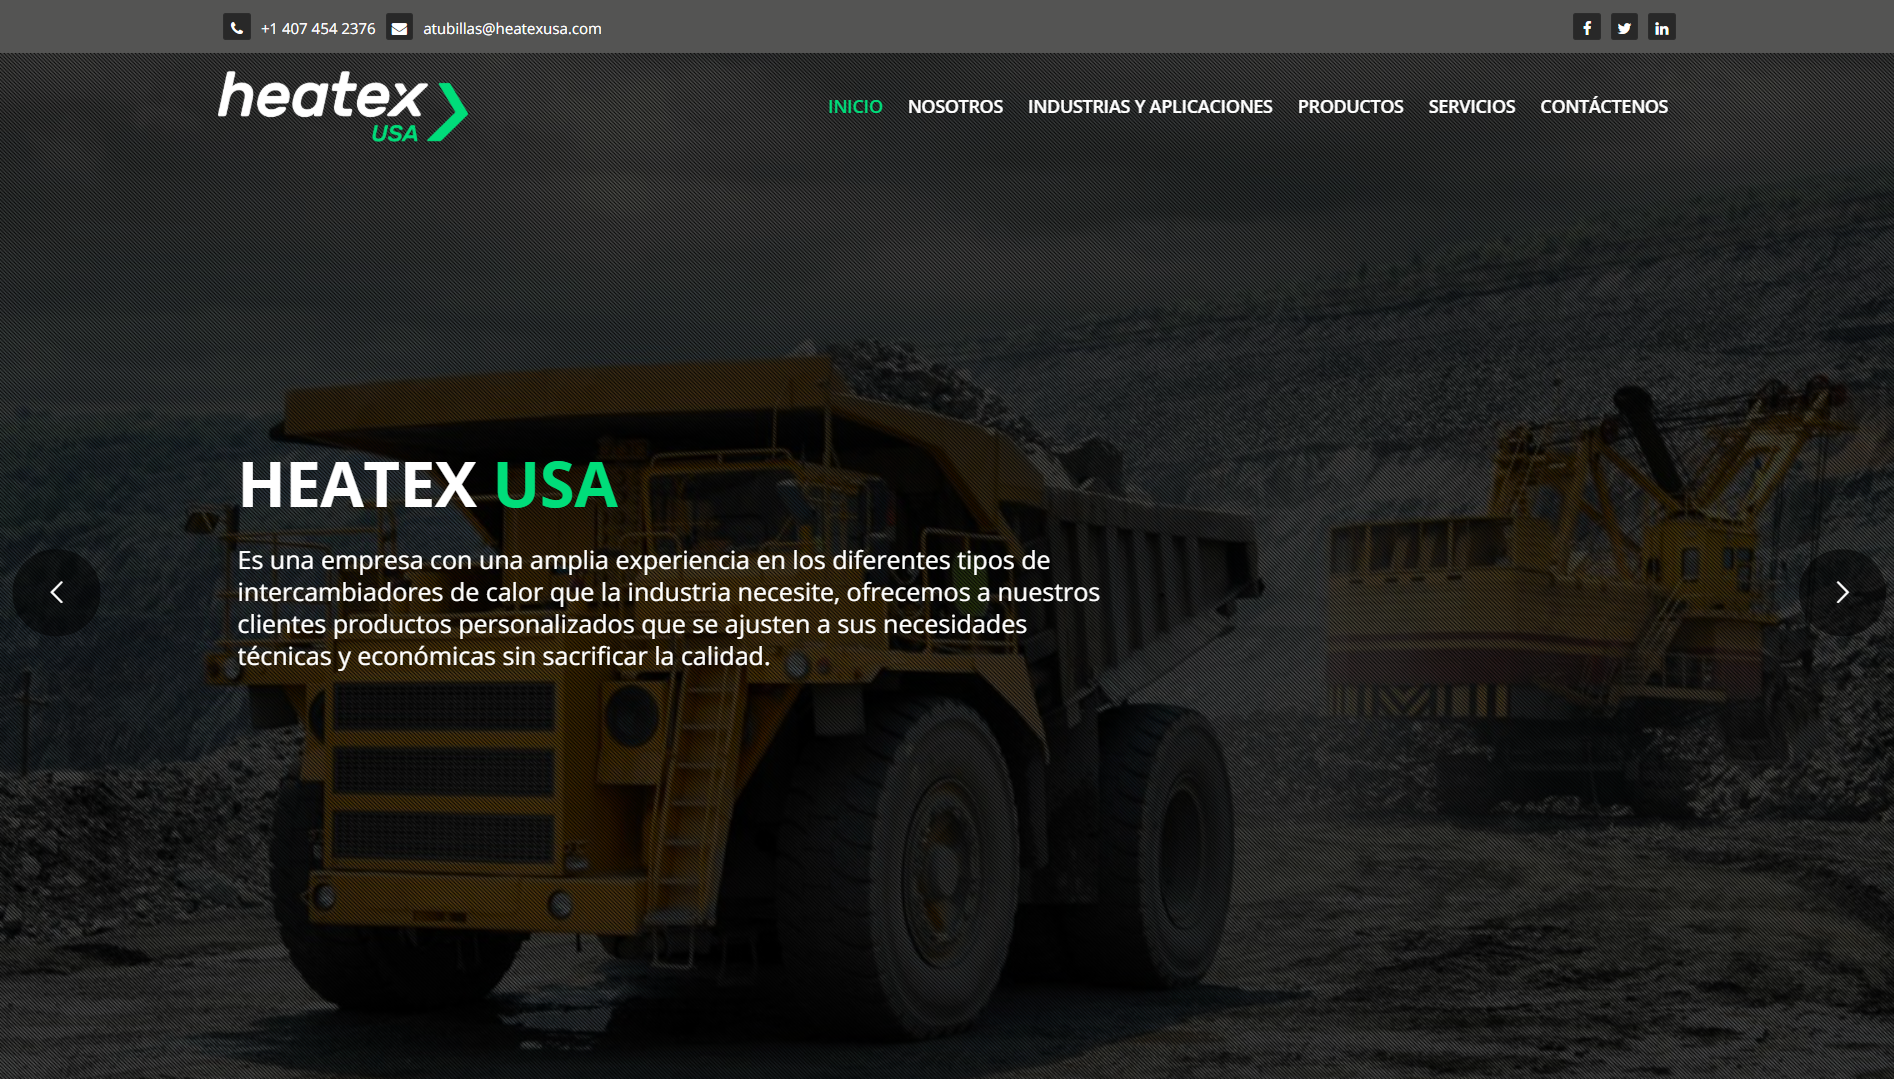 +1 407 454 2376 atubillas@heatexusa.com
heatex
USA
INICIO NOSOTROS INDUSTRIAS Y APLICACIONES PRODUCTOS SERVICIOS CONTÁCTENOS
HEATEX USA
Es una empresa con una amplia experiencia en los diferentes tipos de
intercambiadores de calor que la industria necesite, ofrecemos a nuestros
clientes productos personalizados que se ajusten a sus necesidades
técnicas y económicas sin sacrificar la calidad.